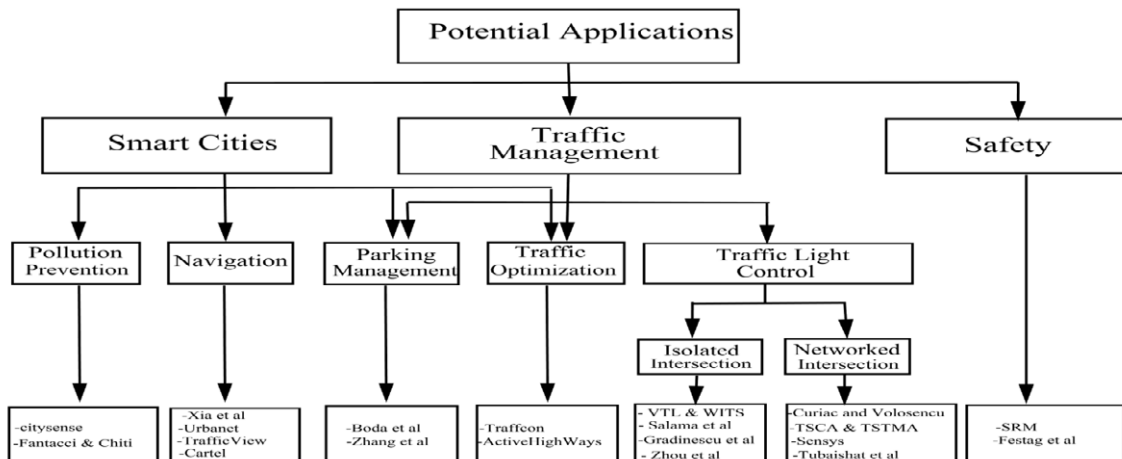 Potential Applications
Smart Cities
Traffic
Management
Safety
Pollution
Prevention
Navigation
Parking
Management
Traffic
Optimization
Traffic Light
Control
Isolated
Intersection
Networked
Intersection
-citysense
-Fantacci & Chiti
-Xia et al
-Urbanet
-TrafficView
-Cartel
-Boda et al
-Zhang et al
-Traffcon
-ActiveHighWays
- VTL & WITS
- Salama et al
-Gradinescu et al
- Zhou et al
-Curiac and Volosencu
-TSCA & TSTMA
-Sensys
-Tubaishat et al
-SRM
-Festag et al